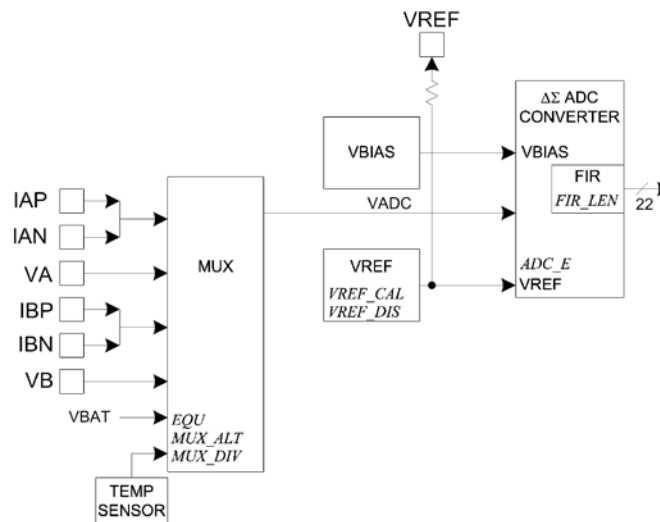 VREF
ΔΣ ADC
CONVERTER
VBIAS
VBIAS
FIR
FIR_LEN
22
IAP
IAN
VADC
MUX
VA
VREF
VREF_CAL
VREF_DIS
ADC_E
VREF
IBP
IBN
VB
VBAT
EQU
MUX_ALT
MUX_DIV
TEMP
SENSOR